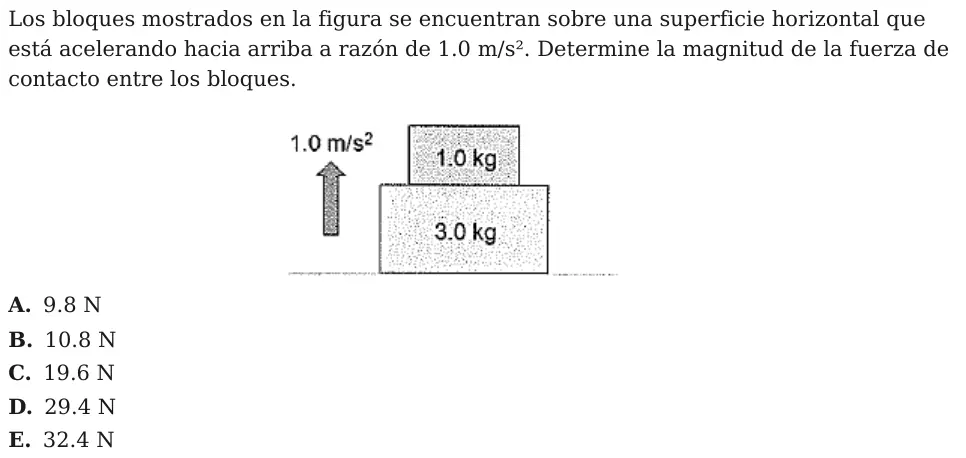 Los bloques mostrados en la figura se encuentran sobre una superficie horizontal que
está acelerando hacia arriba a razón de 1.0 m/s². Determine la magnitud de la fuerza de
contacto entre los bloques.
1.0 m/s²
1.0 kg
3.0 kg
A. 9.8 N
B. 10.8 N
C. 19.6 N
D. 29.4 N
E. 32.4 N